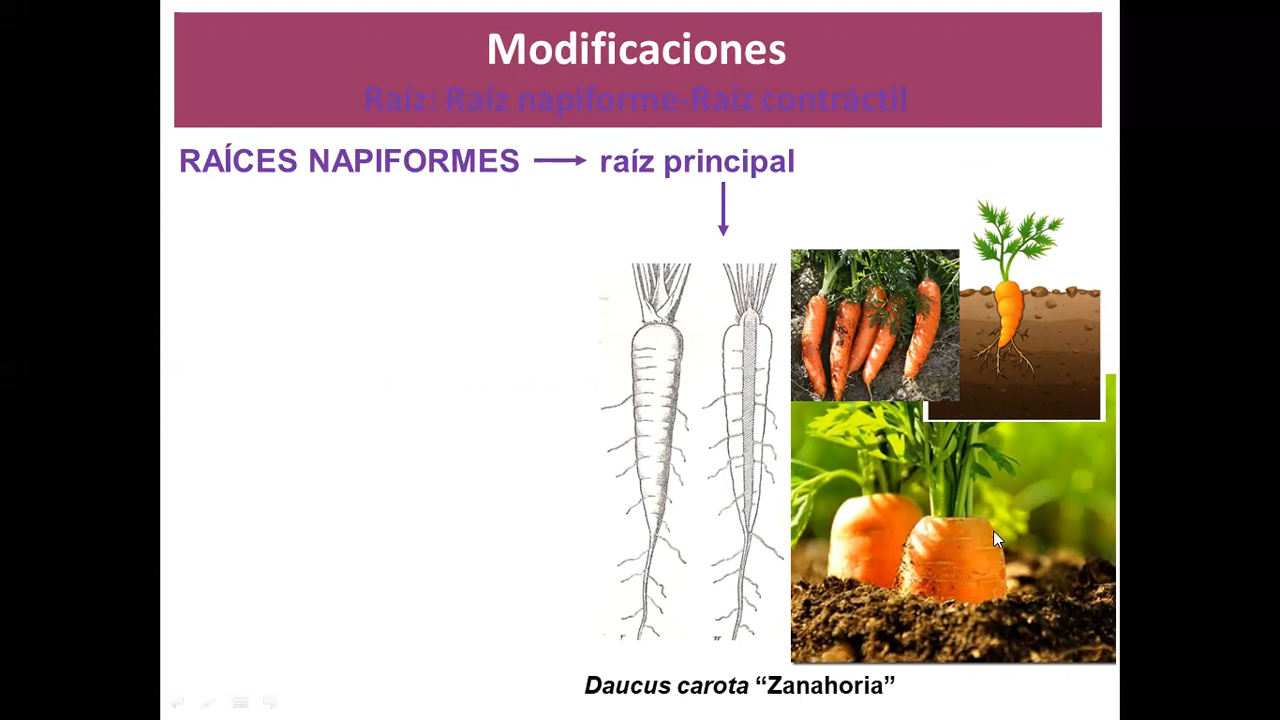 Modificaciones
Raíz: Raíz napiforme-Raíz contráctil
RAÍCES NAPIFORMES raíz principal
Daucus carota “Zanahoria”